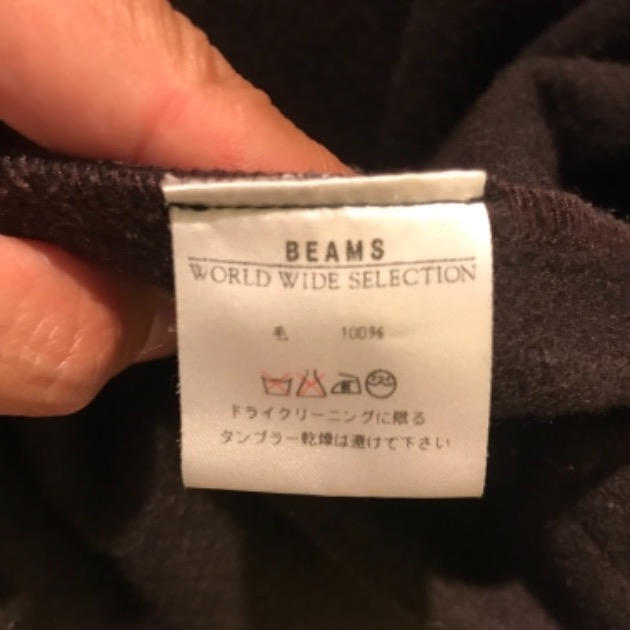 BEAMS
WORLD WIDE SELECTION
毛 100%
ドライクリーニングに限る
タンブラー乾燥は避けて下さい